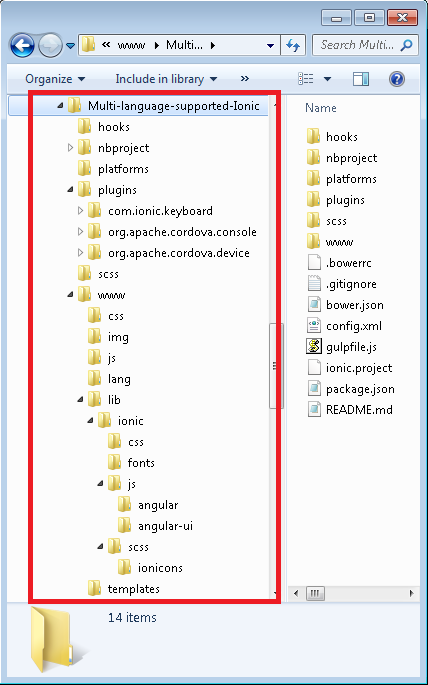 « www ▸ Multi... ▸
Search Multi...
Organize Include in library »
Multi-language-supported-Ionic
hooks
nbproject
platforms
plugins
com.ionic.keyboard
org.apache.cordova.console
org.apache.cordova.device
scss
www
css
img
js
lang
lib
ionic
css
fonts
js
angular
angular-ui
scss
ionicons
templates
Name
hooks
nbproject
platforms
plugins
scss
www
.bowerrc
.gitignore
bower.json
config.xml
gulpfile.js
ionic.project
package.json
README.md
14 items